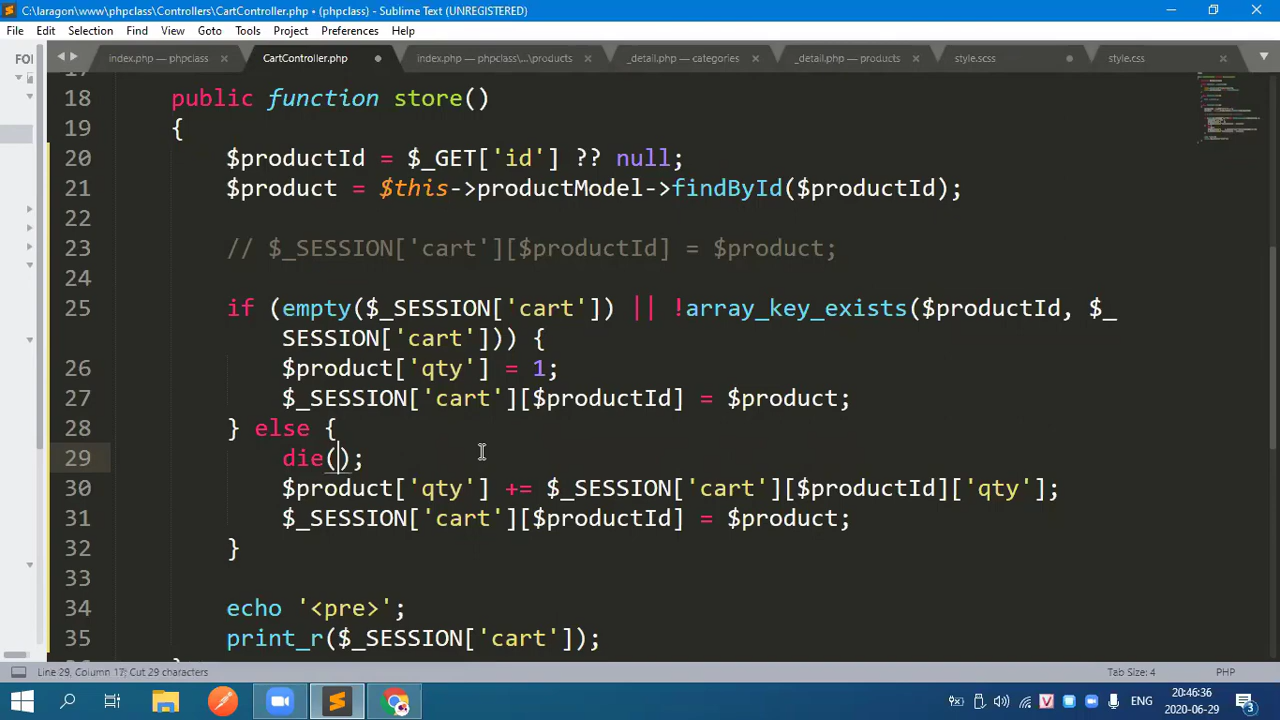 C:\laragon\www\phpclass\Controllers\CartController.php • (phpclass) - Sublime Text (UNREGISTERED)
File Edit Selection Find View Goto Tools Project Preferences Help
FOI
index.php — phpclass × CartController.php • index.php — phpclass\...\products × _detail.php — categories × _detail.php — products × style.scss • style.css ×
18 public function store()
19 {
20 $productId = $_GET['id'] ?? null;
21 $product = $this->productModel->findById($productId);
22
23 // $_SESSION['cart'][$productId] = $product;
24
25 if (empty($_SESSION['cart']) || !array_key_exists($productId, $_
SESSION['cart'])) {
26 $product['qty'] = 1;
27 $_SESSION['cart'][$productId] = $product;
28 } else {
29 die();
30 $product['qty'] += $_SESSION['cart'][$productId]['qty'];
31 $_SESSION['cart'][$productId] = $product;
32 }
33
34 echo '<pre>';
35 print_r($_SESSION['cart']);
Line 29, Column 17; Cut 29 characters Tab Size: 4 PHP
ENG 20:46:36 2020-06-29 3